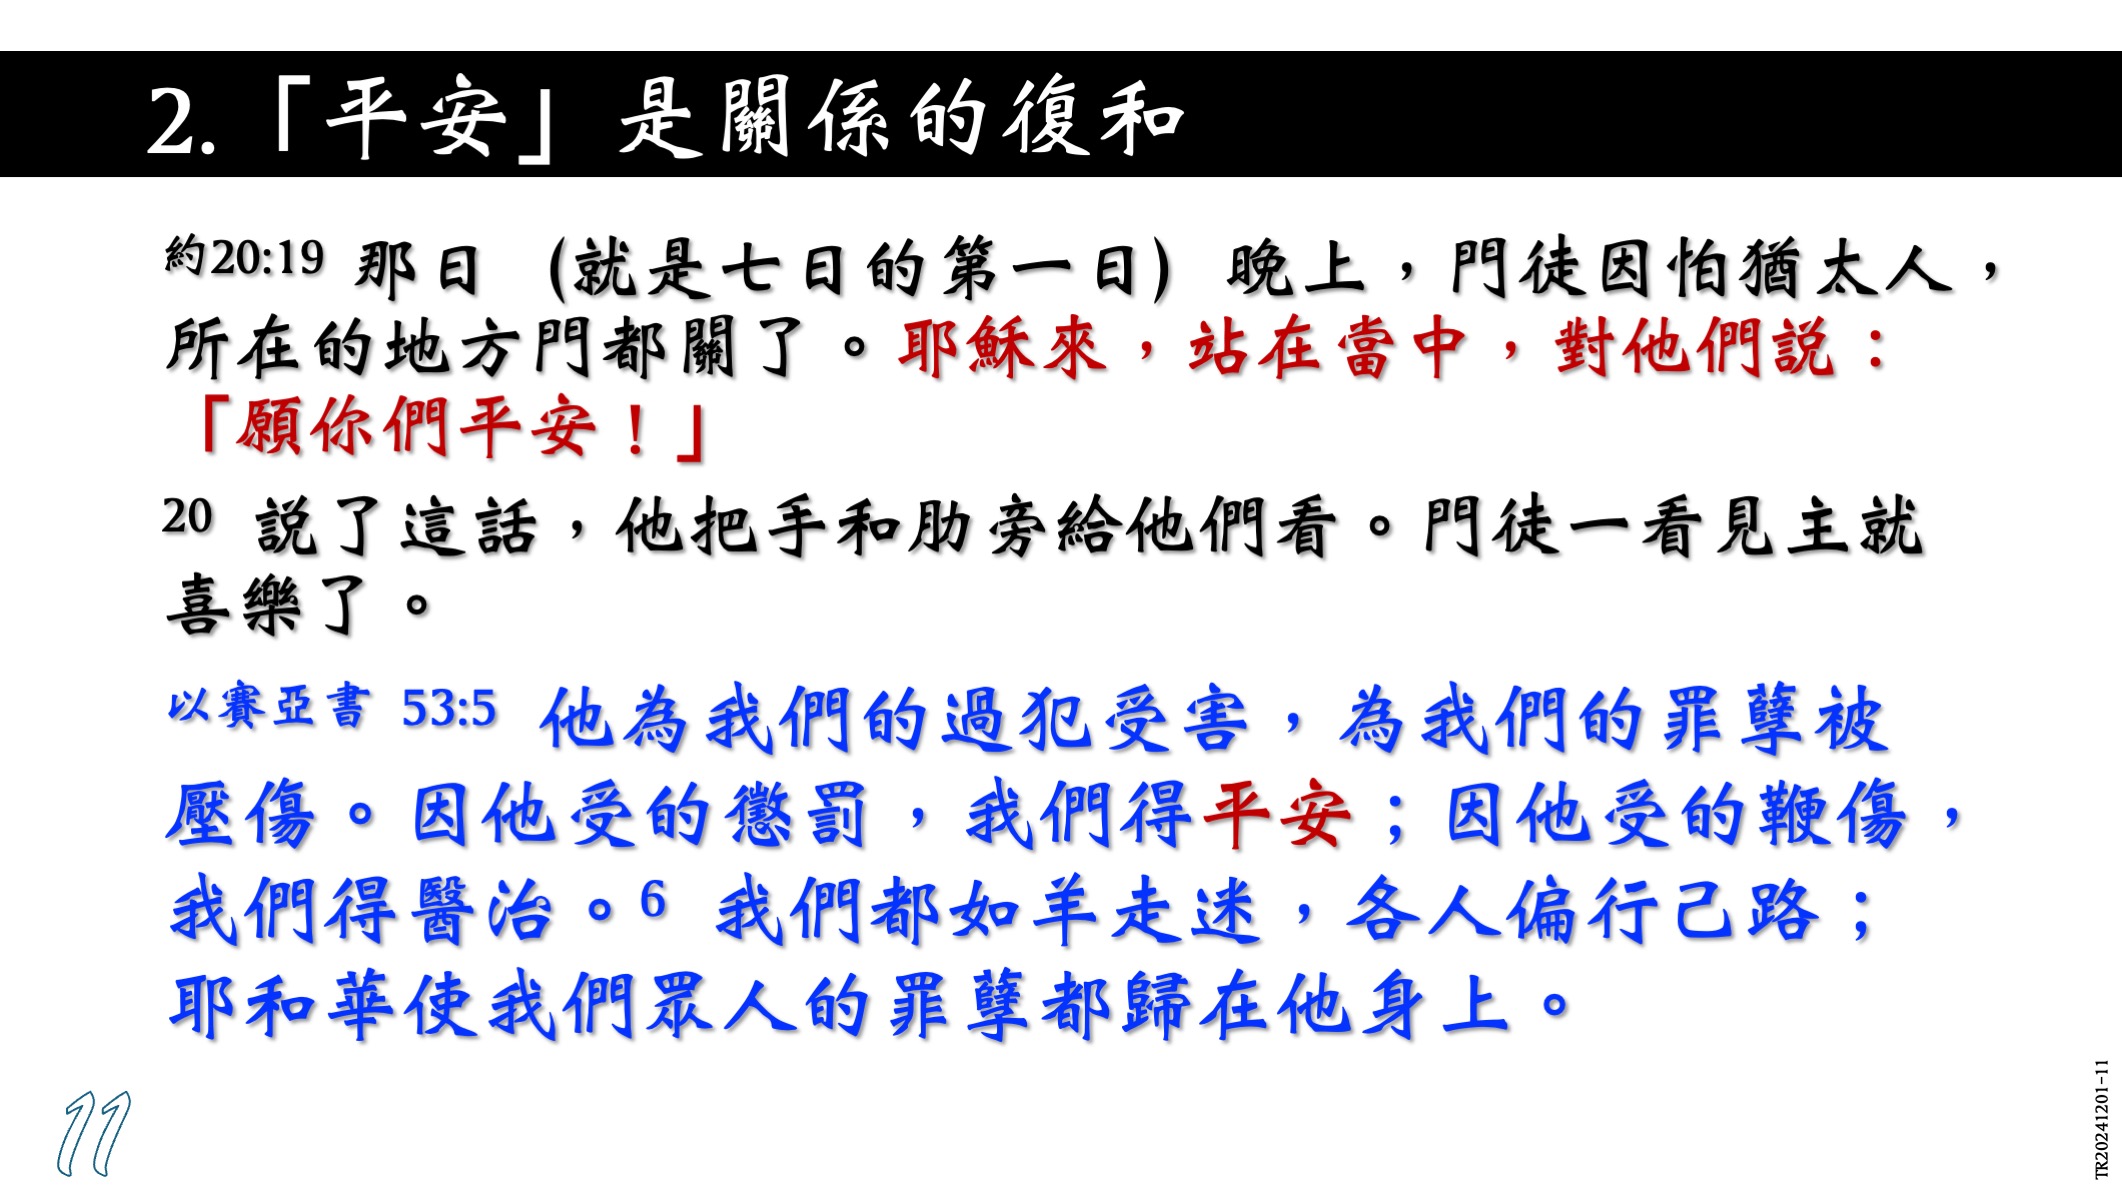 2.「平安」是關係的復和
約20:19 那日（就是七日的第一日）晚上，門徒因怕猶太人，
所在的地方門都關了。耶穌來，站在當中，對他們說：
「願你們平安！」
20 說了這話，他把手和肋旁給他們看。門徒一看見主就
喜樂了。
以賽亞書 53:5 他為我們的過犯受害，為我們的罪孽被
壓傷。因他受的懲罰，我們得平安；因他受的鞭傷，
我們得醫治。6 我們都如羊走迷，各人偏行己路；
耶和華使我們眾人的罪孽都歸在他身上。
11
TR20241201-11